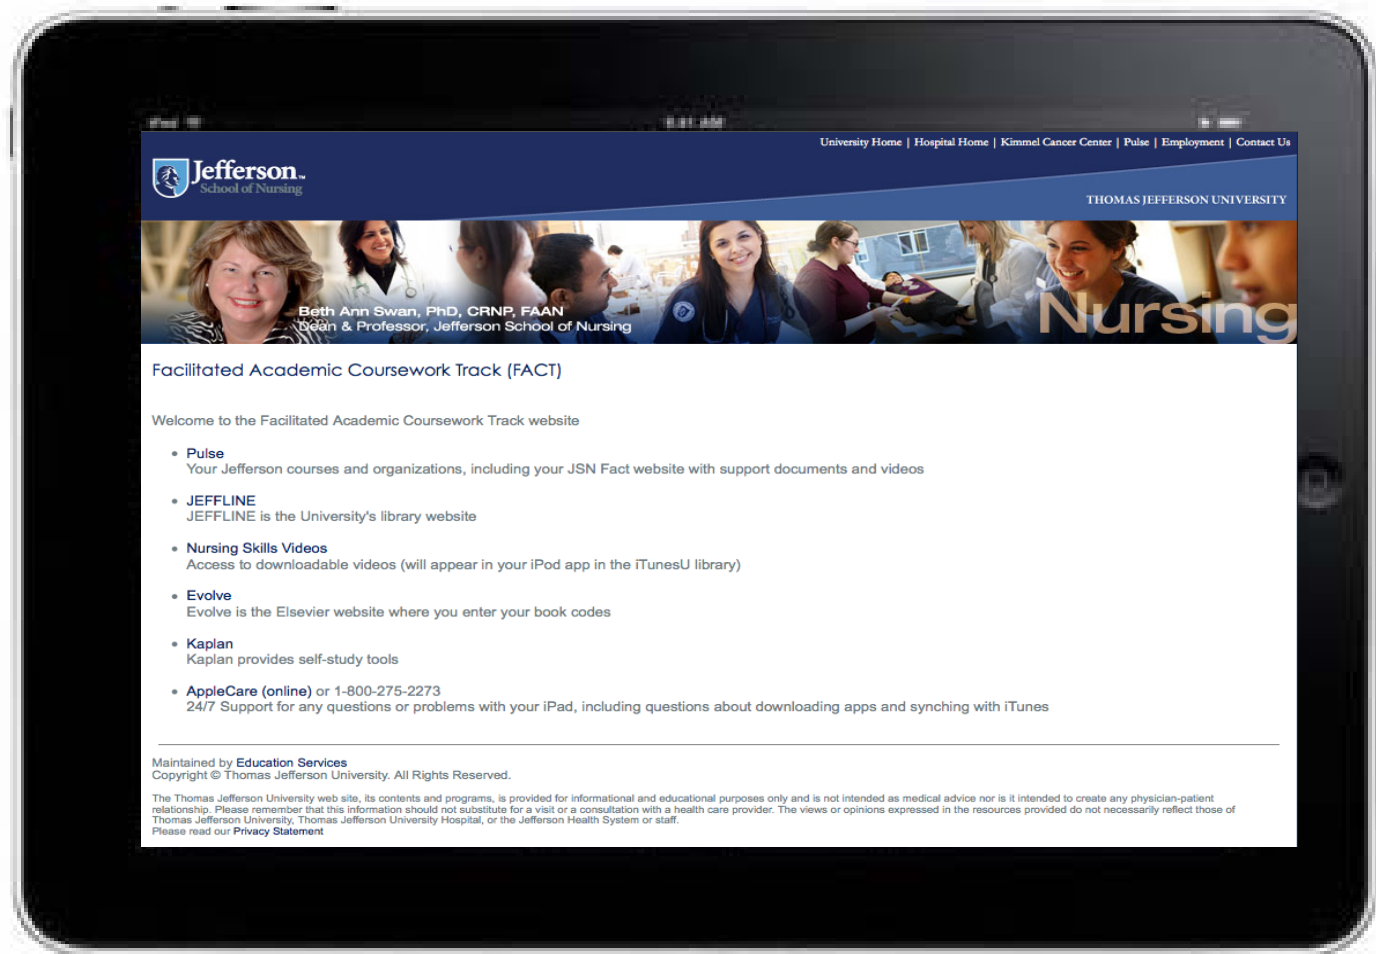 University Home | Hospital Home | Kimmel Cancer Center | Pulse | Employment | Contact Us
Jefferson™
School of Nursing
THOMAS JEFFERSON UNIVERSITY
Beth Ann Swan, PhD, CRNP, FAAN
Dean & Professor, Jefferson School of Nursing
Nursing
Facilitated Academic Coursework Track (FACT)
Welcome to the Facilitated Academic Coursework Track website
• Pulse
Your Jefferson courses and organizations, including your JSN Fact website with support documents and videos
• JEFFLINE
JEFFLINE is the University's library website
• Nursing Skills Videos
Access to downloadable videos (will appear in your iPod app in the iTunesU library)
• Evolve
Evolve is the Elsevier website where you enter your book codes
• Kaplan
Kaplan provides self-study tools
• AppleCare (online) or 1-800-275-2273
24/7 Support for any questions or problems with your iPad, including questions about downloading apps and synching with iTunes
Maintained by Education Services
Copyright © Thomas Jefferson University. All Rights Reserved.
The Thomas Jefferson University web site, its contents and programs, is provided for informational and educational purposes only and is not intended as medical advice nor is it intended to create any physician-patient
relationship. Please remember that this information should not substitute for a visit or a consultation with a health care provider. The views or opinions expressed in the resources provided do not necessarily reflect those of
Thomas Jefferson University, Thomas Jefferson University Hospital, or the Jefferson Health System or staff.
Please read our Privacy Statement